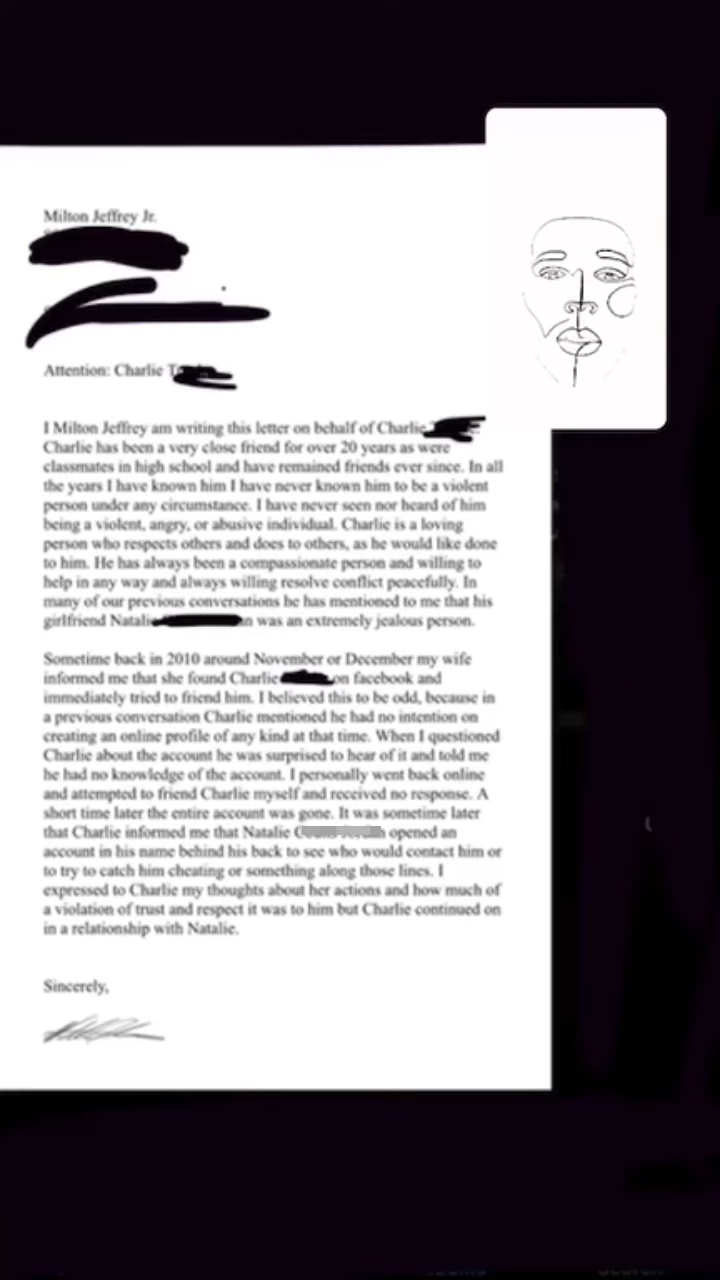 Milton Jeffrey Jr.
Attention: Charlie
I Milton Jeffrey am writing this letter on behalf of Charlie
Charlie has been a very close friend for over 20 years as were
classmates in high school and have remained friends ever since. In all
the years I have known him I have never known him to be a violent
person under any circumstance. I have never seen nor heard of him
being a violent, angry, or abusive individual. Charlie is a loving
person who respects others and does to others, as he would like done
to him. He has always been a compassionate person and willing to
help in any way and always willing resolve conflict peacefully. In
many of our previous conversations he has mentioned to me that his
girlfriend Natalie was an extremely jealous person.
Sometime back in 2010 around November or December my wife
informed me that she found Charlie on facebook and
immediately tried to friend him. I believed this to be odd, because in
a previous conversation Charlie mentioned he had no intention on
creating an online profile of any kind at that time. When I questioned
Charlie about the account he was surprised to hear of it and told me
he had no knowledge of the account. I personally went back online
and attempted to friend Charlie myself and received no response. A
short time later the entire account was gone. It was sometime later
that Charlie informed me that Natalie opened an
account in his name behind his back to see who would contact him or
to try to catch him cheating or something along those lines. I
expressed to Charlie my thoughts about her actions and how much of
a violation of trust and respect it was to him but Charlie continued on
in a relationship with Natalie.
Sincerely,